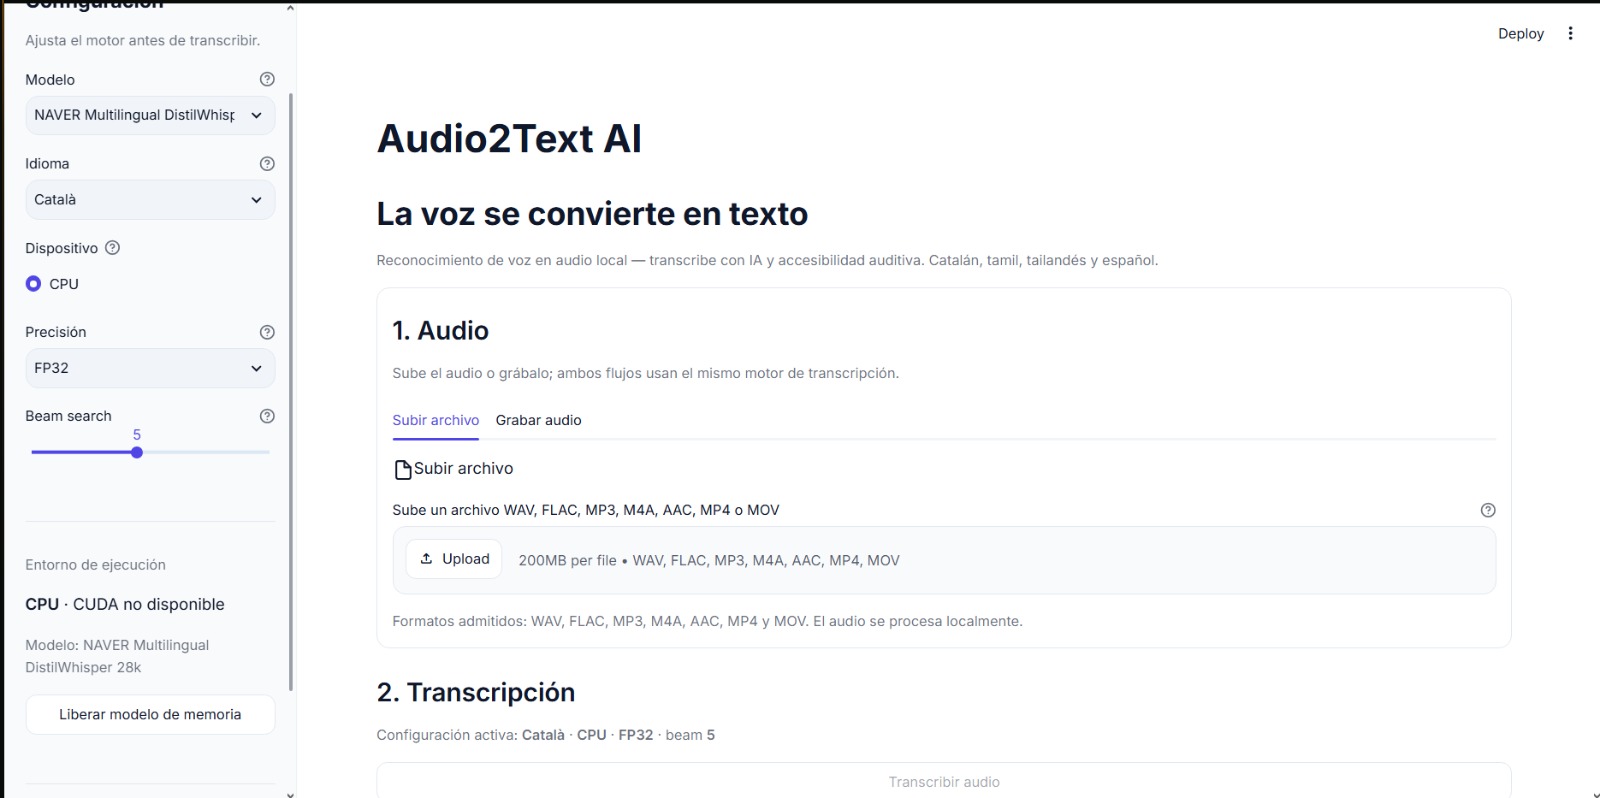 Configuración
Ajusta el motor antes de transcribir.
Modelo
NAVER Multilingual DistilWhisp
Idioma
Català
Dispositivo
CPU
Precisión
FP32
Beam search
5
Entorno de ejecución
CPU · CUDA no disponible
Modelo: NAVER Multilingual
DistilWhisper 28k
Liberar modelo de memoria
Deploy
Audio2Text AI
La voz se convierte en texto
Reconocimiento de voz en audio local — transcribe con IA y accesibilidad auditiva. Catalán, tamil, tailandés y español.
1. Audio
Sube el audio o grábalo; ambos flujos usan el mismo motor de transcripción.
Subir archivo Grabar audio
Subir archivo
Sube un archivo WAV, FLAC, MP3, M4A, AAC, MP4 o MOV
Upload 200MB per file • WAV, FLAC, MP3, M4A, AAC, MP4, MOV
Formatos admitidos: WAV, FLAC, MP3, M4A, AAC, MP4 y MOV. El audio se procesa localmente.
2. Transcripción
Configuración activa: Català · CPU · FP32 · beam 5
Transcribir audio